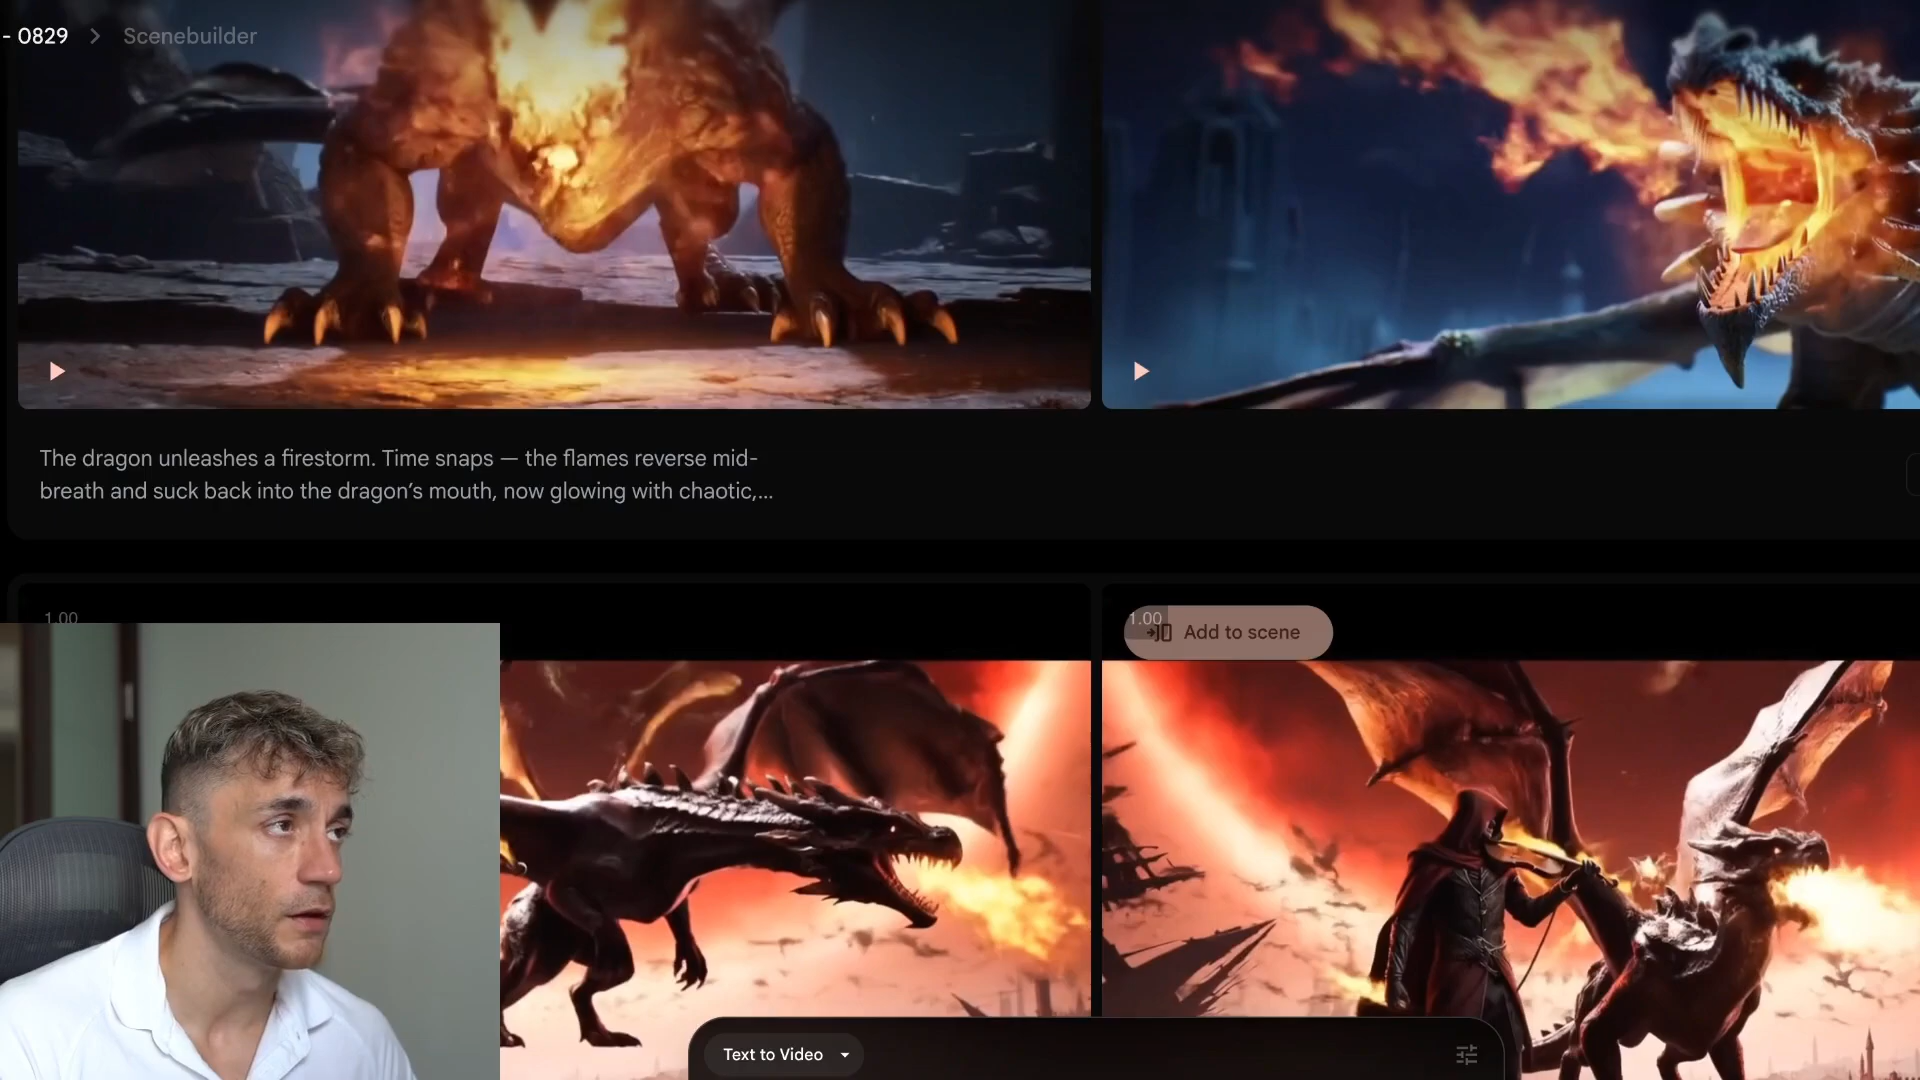 - 0829 > Scenebuilder
The dragon unleashes a firestorm. Time snaps — the flames reverse mid-
breath and suck back into the dragon's mouth, now glowing with chaotic,...
1.00
1.00
Add to scene
Text to Video